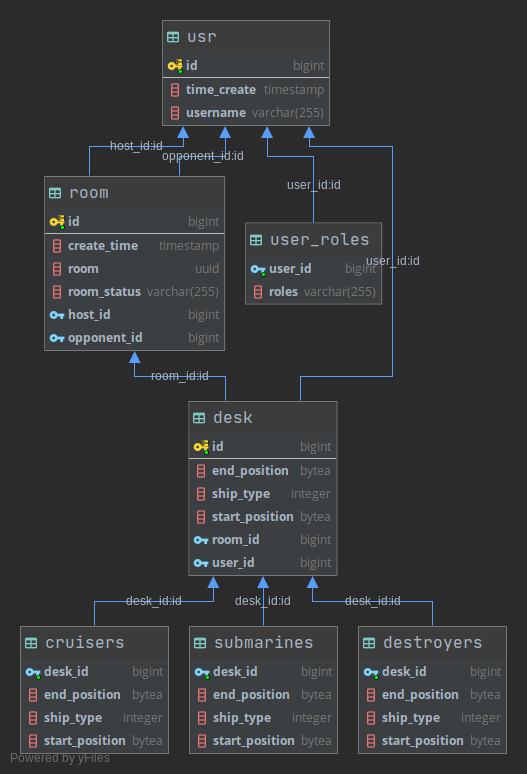 usr
id bigint
time_create timestamp
username varchar(255)
host_id:id
opponent_id:id
user_id:id
room
id bigint
create_time timestamp
room uuid
room_status varchar(255)
host_id bigint
opponent_id bigint
user_roles
user_id bigint
roles varchar(255)
user_id:id
room_id:id
desk
id bigint
end_position bytea
ship_type integer
start_position bytea
room_id bigint
user_id bigint
desk_id:id
desk_id:id
desk_id:id
cruisers
desk_id bigint
end_position bytea
ship_type integer
start_position bytea
submarines
desk_id bigint
end_position bytea
ship_type integer
start_position bytea
destroyers
desk_id bigint
end_position bytea
ship_type integer
start_position bytea
Powered by yFiles